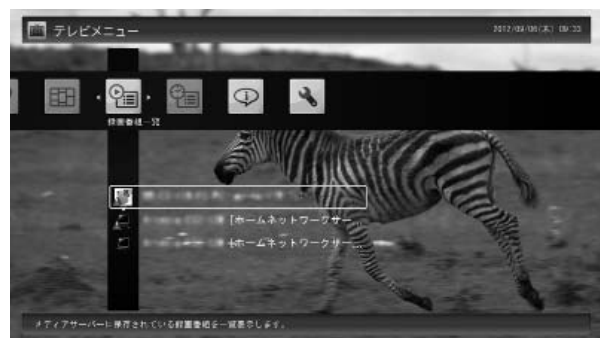 テレビメニュー
2012/09/06(木) 09:33
録画番組一覧
[ホームネットワークサー...
[ホームネットワークサー...
メディアサーバーに保存されている録画番組を一覧表示します。